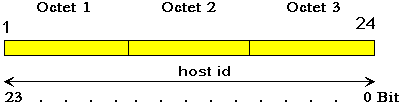 Octet 1 Octet 2 Octet 3
1 24
host id
23 . . . . . . . . . . . . . 0 Bit